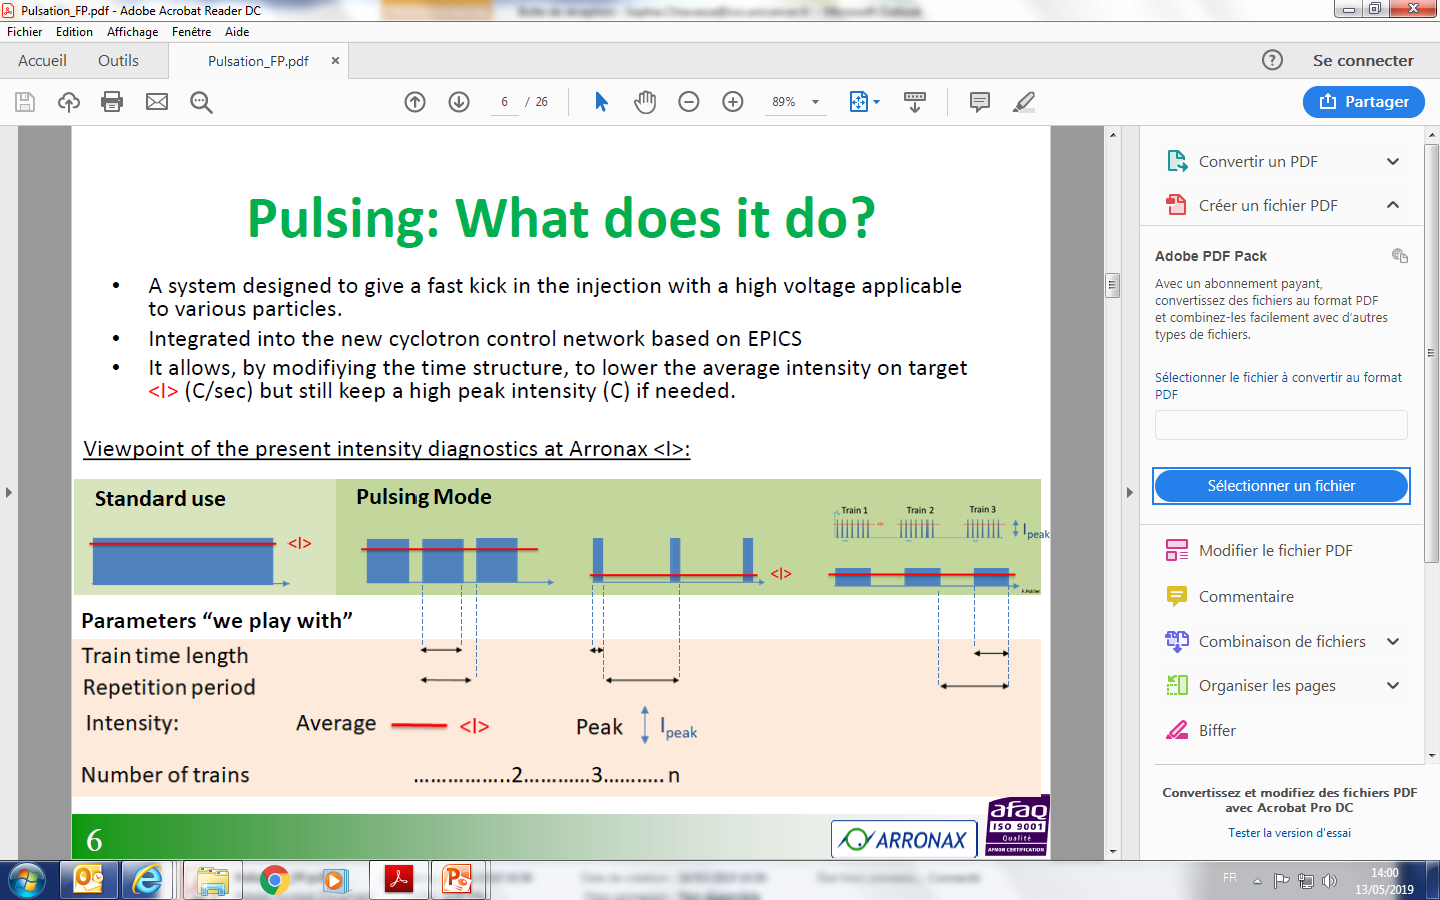 Pulsation_FP.pdf - Adobe Acrobat Reader DC
Fichier Edition Affichage Fenêtre Aide
Accueil Outils Pulsation_FP.pdf × ? Se connecter
6 / 26 89% Partager
Pulsing: What does it do?
• A system designed to give a fast kick in the injection with a high voltage applicable
to various particles.
• Integrated into the new cyclotron control network based on EPICS
• It allows, by modifiying the time structure, to lower the average intensity on target
<I> (C/sec) but still keep a high peak intensity (C) if needed.
Viewpoint of the present intensity diagnostics at Arronax <I>:
Standard use Pulsing Mode
Train 1 Train 2 Train 3
Ipeak
<I> <I>
F.Poirier
Parameters “we play with”
Train time length
Repetition period
Intensity: Average <I> Peak Ipeak
Number of trains ……………..2…………3……….. n
6 ARRONAX
afaq
ISO 9001
Qualité
AFNOR CERTIFICATION
Convertir un PDF
Créer un fichier PDF
Adobe PDF Pack
Avec un abonnement payant,
convertissez des fichiers au format PDF
et combinez-les facilement avec d’autres
types de fichiers.
Sélectionner le fichier à convertir au format
PDF
Sélectionner un fichier
Modifier le fichier PDF
Commentaire
Combinaison de fichiers
Organiser les pages
Biffer
Convertissez et modifiez des fichiers PDF
avec Acrobat Pro DC
Tester la version d'essai
FR 14:00
13/05/2019